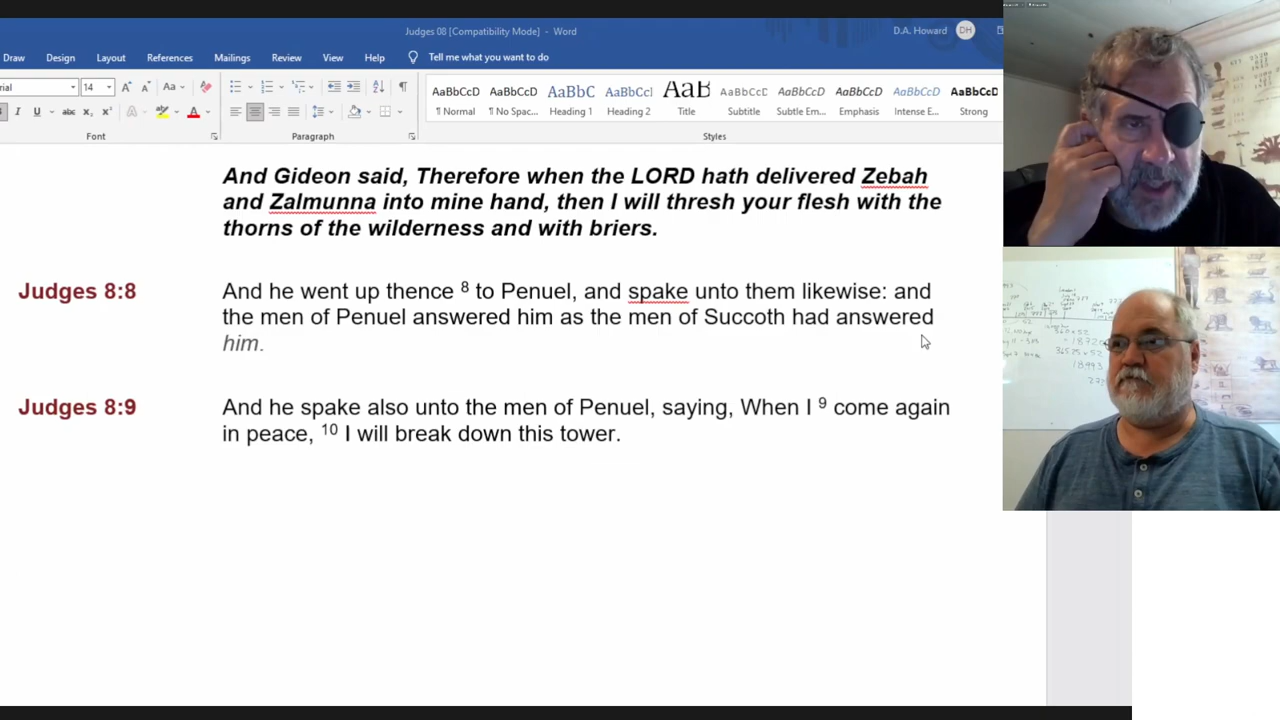 Judges 08 [Compatibility Mode] - Word
D.A. Howard
DH
Draw Design Layout References Mailings Review View Help Tell me what you want to do
rial 14 Aa
AaBbCcD AaBbCcD AaBbC AaBbCcl AaB AaBbCcD AaBbCcD AaBbCcD AaBbCcD AaBbCcD
¶ Normal ¶ No Spac... Heading 1 Heading 2 Title Subtitle Subtle Em... Emphasis Intense E... Strong
Font Paragraph Styles
And Gideon said, Therefore when the LORD hath delivered Zebah
and Zalmunna into mine hand, then I will thresh your flesh with the
thorns of the wilderness and with briers.
Judges 8:8 And he went up thence 8 to Penuel, and spake unto them likewise: and
the men of Penuel answered him as the men of Succoth had answered
him.
Judges 8:9 And he spake also unto the men of Penuel, saying, When I 9 come again
in peace, 10 I will break down this tower.